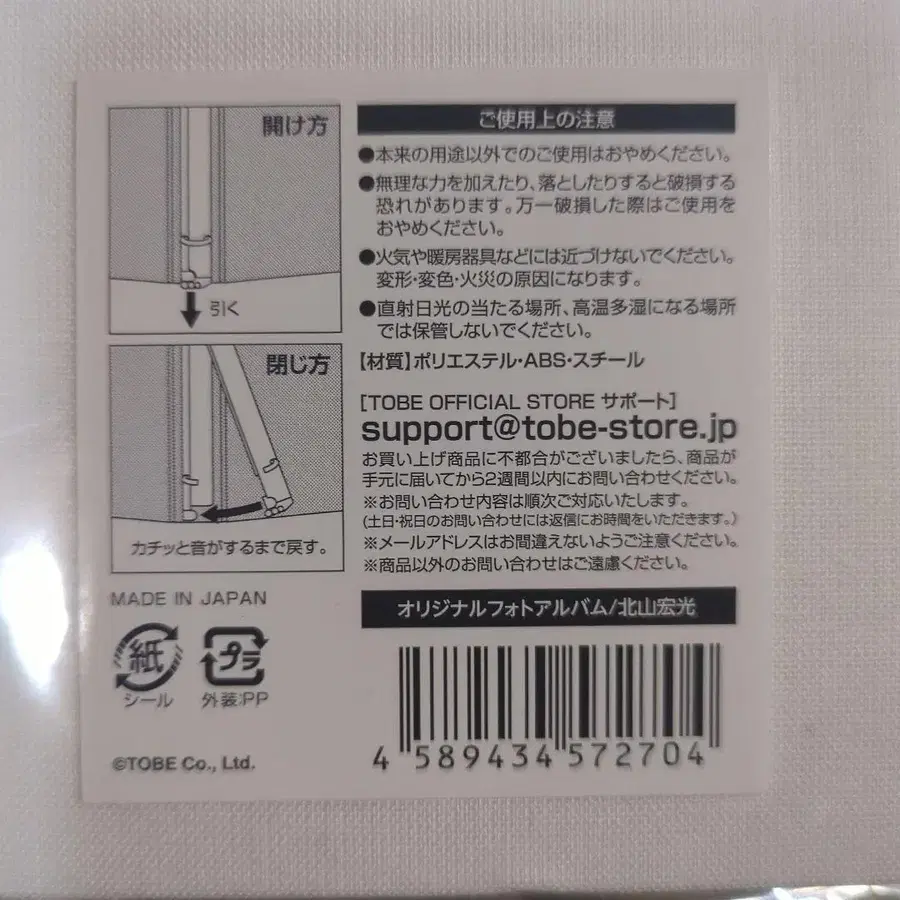 開け方
引く
閉じ方
カチッと音がするまで戻す。
MADE IN JAPAN
紙
シール
プラ
外装:PP
©TOBE Co., Ltd.
ご使用上の注意
●本来の用途以外でのご使用はおやめください。
●無理な力を加えたり、落としたりすると破損する
恐れがあります。万一破損した際はご使用を
おやめください。
●火気や暖房器具などには近づけないでください。
変形・変色・火災の原因になります。
●直射日光の当たる場所、高温多湿になる場所
では保管しないでください。
【材質】ポリエステル・ABS・スチール
[TOBE OFFICIAL STORE サポート]
support@tobe-store.jp
お買い上げ商品に不都合がございましたら、商品が
手元に届いてから2週間以内にお問い合わせください。
※お問い合わせ内容は順次ご対応いたします。
(土日・祝日のお問い合わせには返信にお時間をいただきます。)
※メールアドレスはお間違えないようご注意ください。
※商品以外のお問い合わせはご遠慮ください。
オリジナルフォトアルバム/北山宏光
4 589434 572704